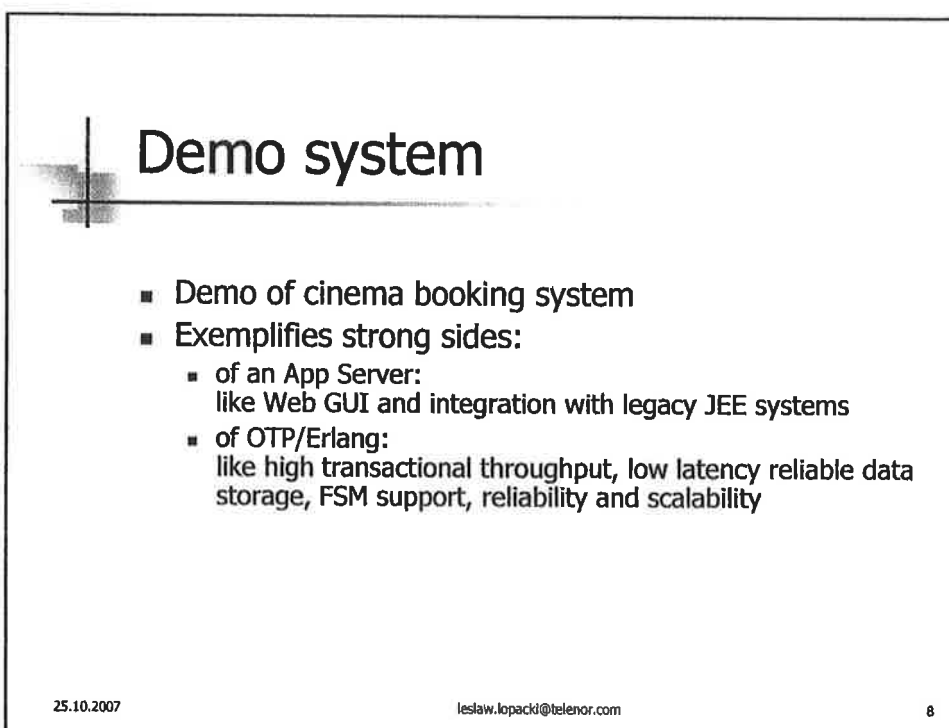 Demo system
■ Demo of cinema booking system
■ Exemplifies strong sides:
■ of an App Server:
like Web GUI and integration with legacy JEE systems
■ of OTP/Erlang:
like high transactional throughput, low latency reliable data
storage, FSM support, reliability and scalability
25.10.2007 leslaw.lopacki@telenor.com 8